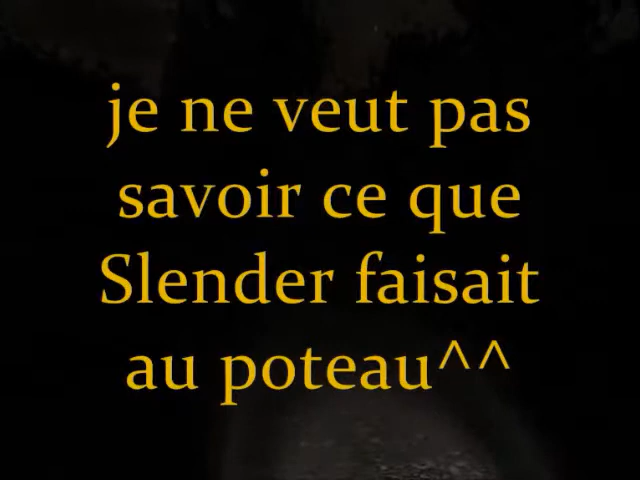 je ne veut pas
savoir ce que
Slender faisait
au poteau^^